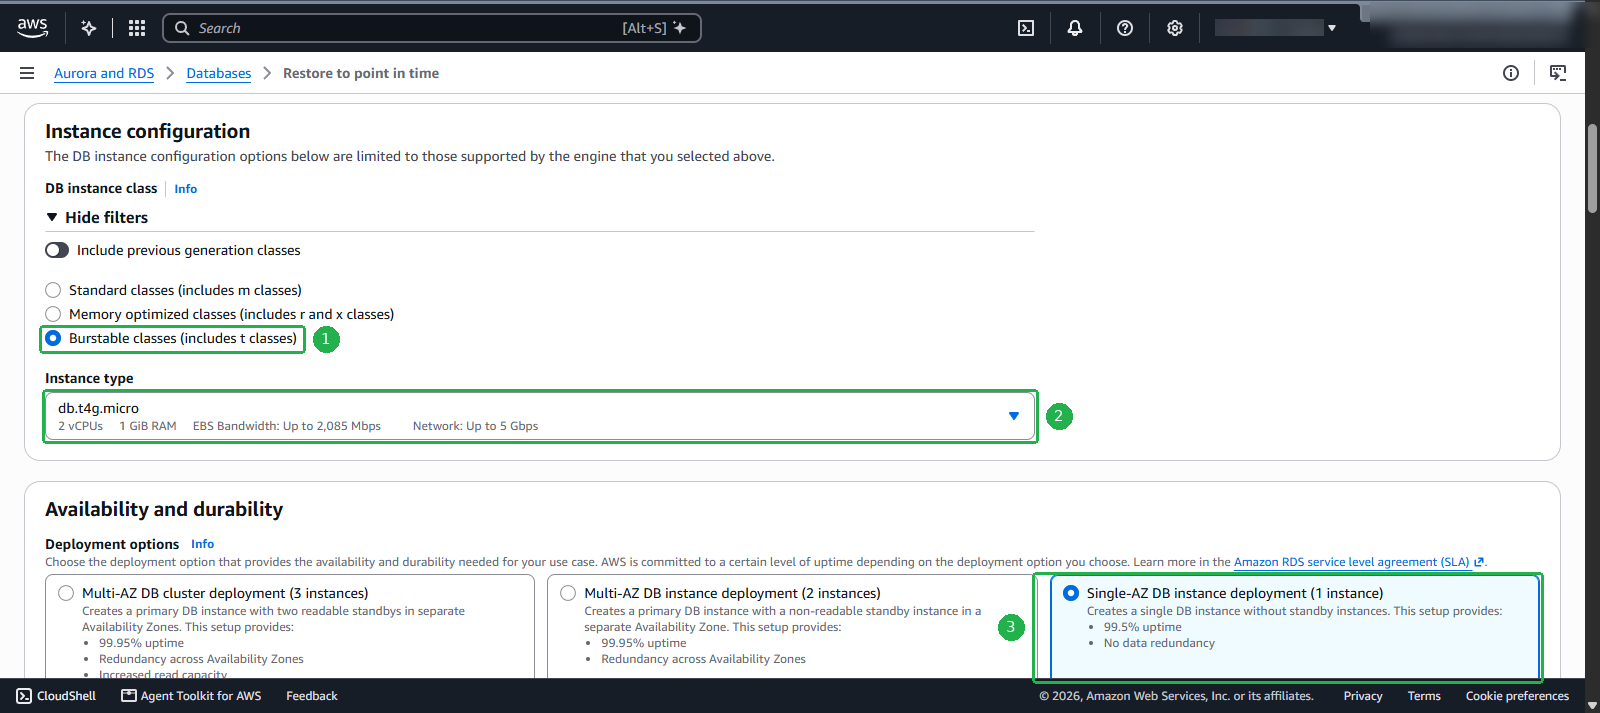 aws
Search [Alt+S]
Aurora and RDS > Databases > Restore to point in time
Instance configuration
The DB instance configuration options below are limited to those supported by the engine that you selected above.
DB instance class Info
Hide filters
Include previous generation classes
Standard classes (includes m classes)
Memory optimized classes (includes r and x classes)
Burstable classes (includes t classes) 1
Instance type
db.t4g.micro
2 vCPUs 1 GiB RAM EBS Bandwidth: Up to 2,085 Mbps Network: Up to 5 Gbps
2
Availability and durability
Deployment options Info
Choose the deployment option that provides the availability and durability needed for your use case. AWS is committed to a certain level of uptime depending on the deployment option you choose. Learn more in the Amazon RDS service level agreement (SLA).
Multi-AZ DB cluster deployment (3 instances)
Creates a primary DB instance with two readable standbys in separate
Availability Zones. This setup provides:
• 99.95% uptime
• Redundancy across Availability Zones
• Increased read capacity
Multi-AZ DB instance deployment (2 instances)
Creates a primary DB instance with a non-readable standby instance in a
separate Availability Zone. This setup provides:
• 99.95% uptime
• Redundancy across Availability Zones
3
Single-AZ DB instance deployment (1 instance)
Creates a single DB instance without standby instances. This setup provides:
• 99.5% uptime
• No data redundancy
CloudShell Agent Toolkit for AWS Feedback © 2026, Amazon Web Services, Inc. or its affiliates. Privacy Terms Cookie preferences